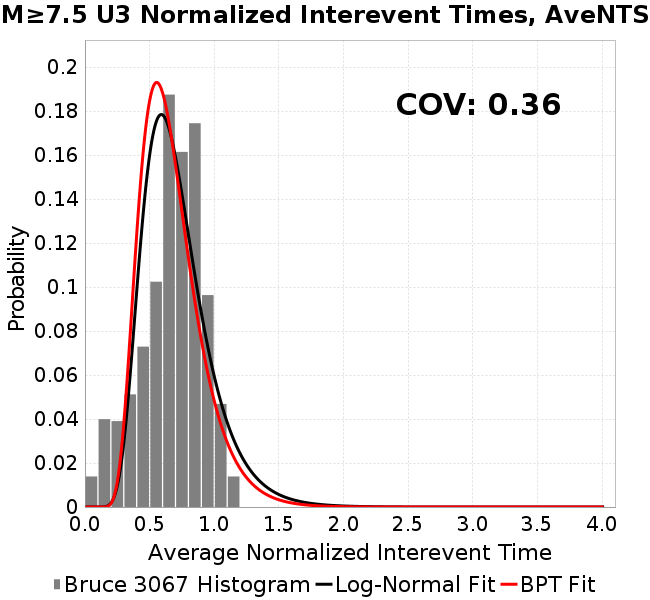 M≥7.5 U3 Normalized Interevent Times, AveNTS
COV: 0.36
Probability
0.2
0.18
0.16
0.14
0.12
0.1
0.08
0.06
0.04
0.02
0
0.0 0.5 1.0 1.5 2.0 2.5 3.0 3.5 4.0
Average Normalized Interevent Time
Bruce 3067 Histogram Log-Normal Fit BPT Fit